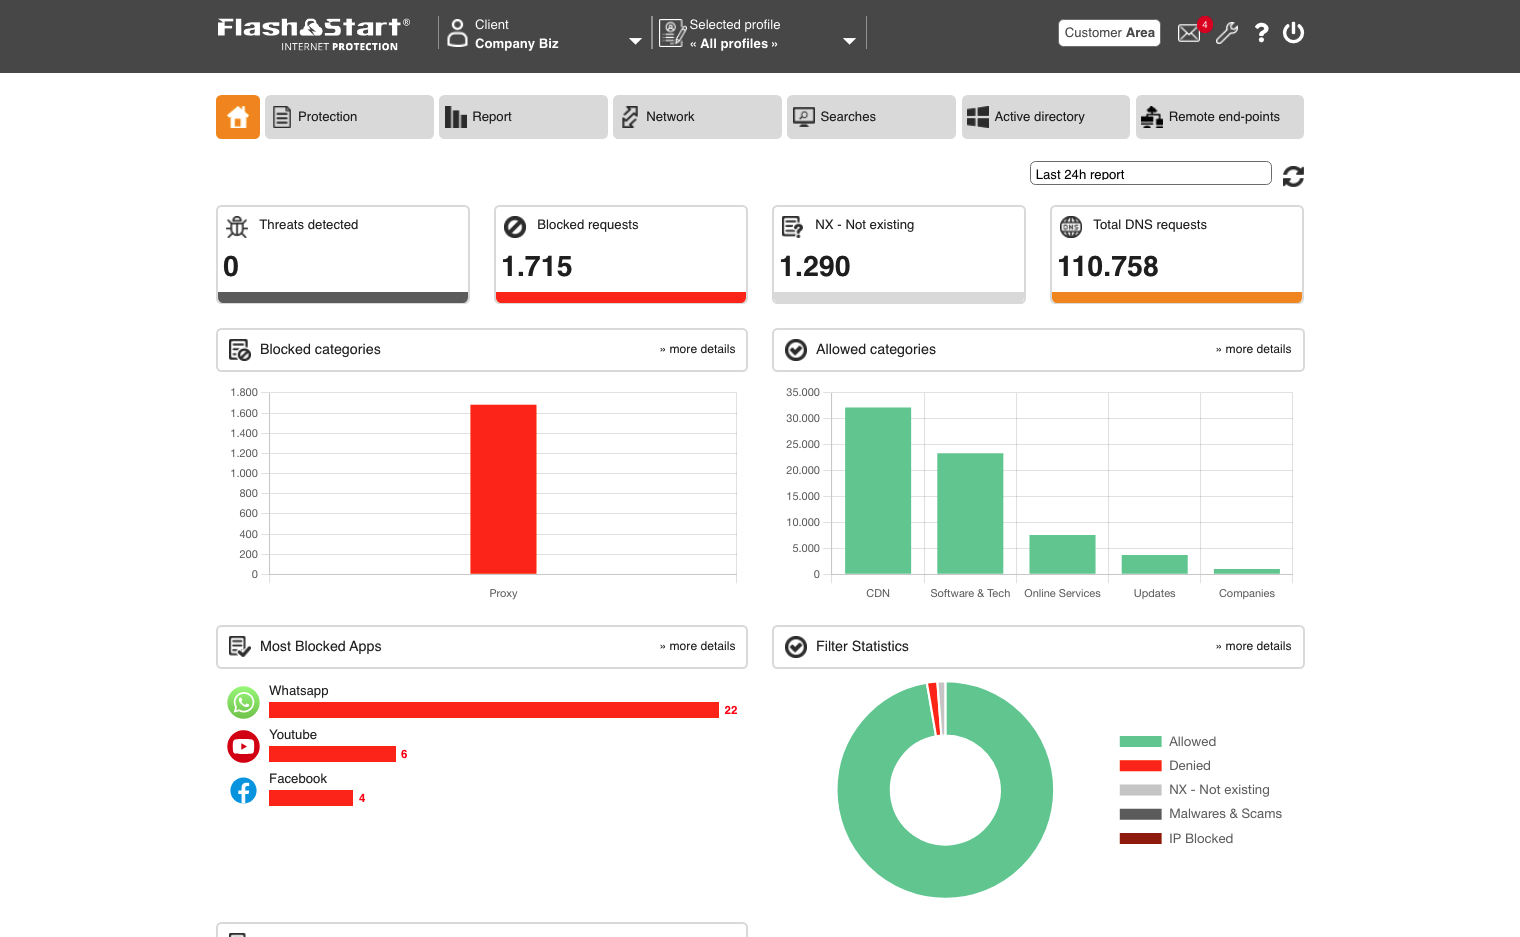 Flash&Start®
INTERNET PROTECTION
Client
Company Biz
Selected profile
« All profiles »
Customer Area
4
?
Protection
Report
Network
Searches
Active directory
Remote end-points
Last 24h report
Threats detected
0
Blocked requests
1.715
NX - Not existing
1.290
DNS
Total DNS requests
110.758
Blocked categories
» more details
Allowed categories
» more details
1.800
1.600
1.400
1.200
1.000
800
600
400
200
0
Proxy
35.000
30.000
25.000
20.000
15.000
10.000
5.000
0
CDN
Software & Tech
Online Services
Updates
Companies
Most Blocked Apps
» more details
Filter Statistics
» more details
Whatsapp
22
Youtube
6
Facebook
4
Allowed
Denied
NX - Not existing
Malwares & Scams
IP Blocked